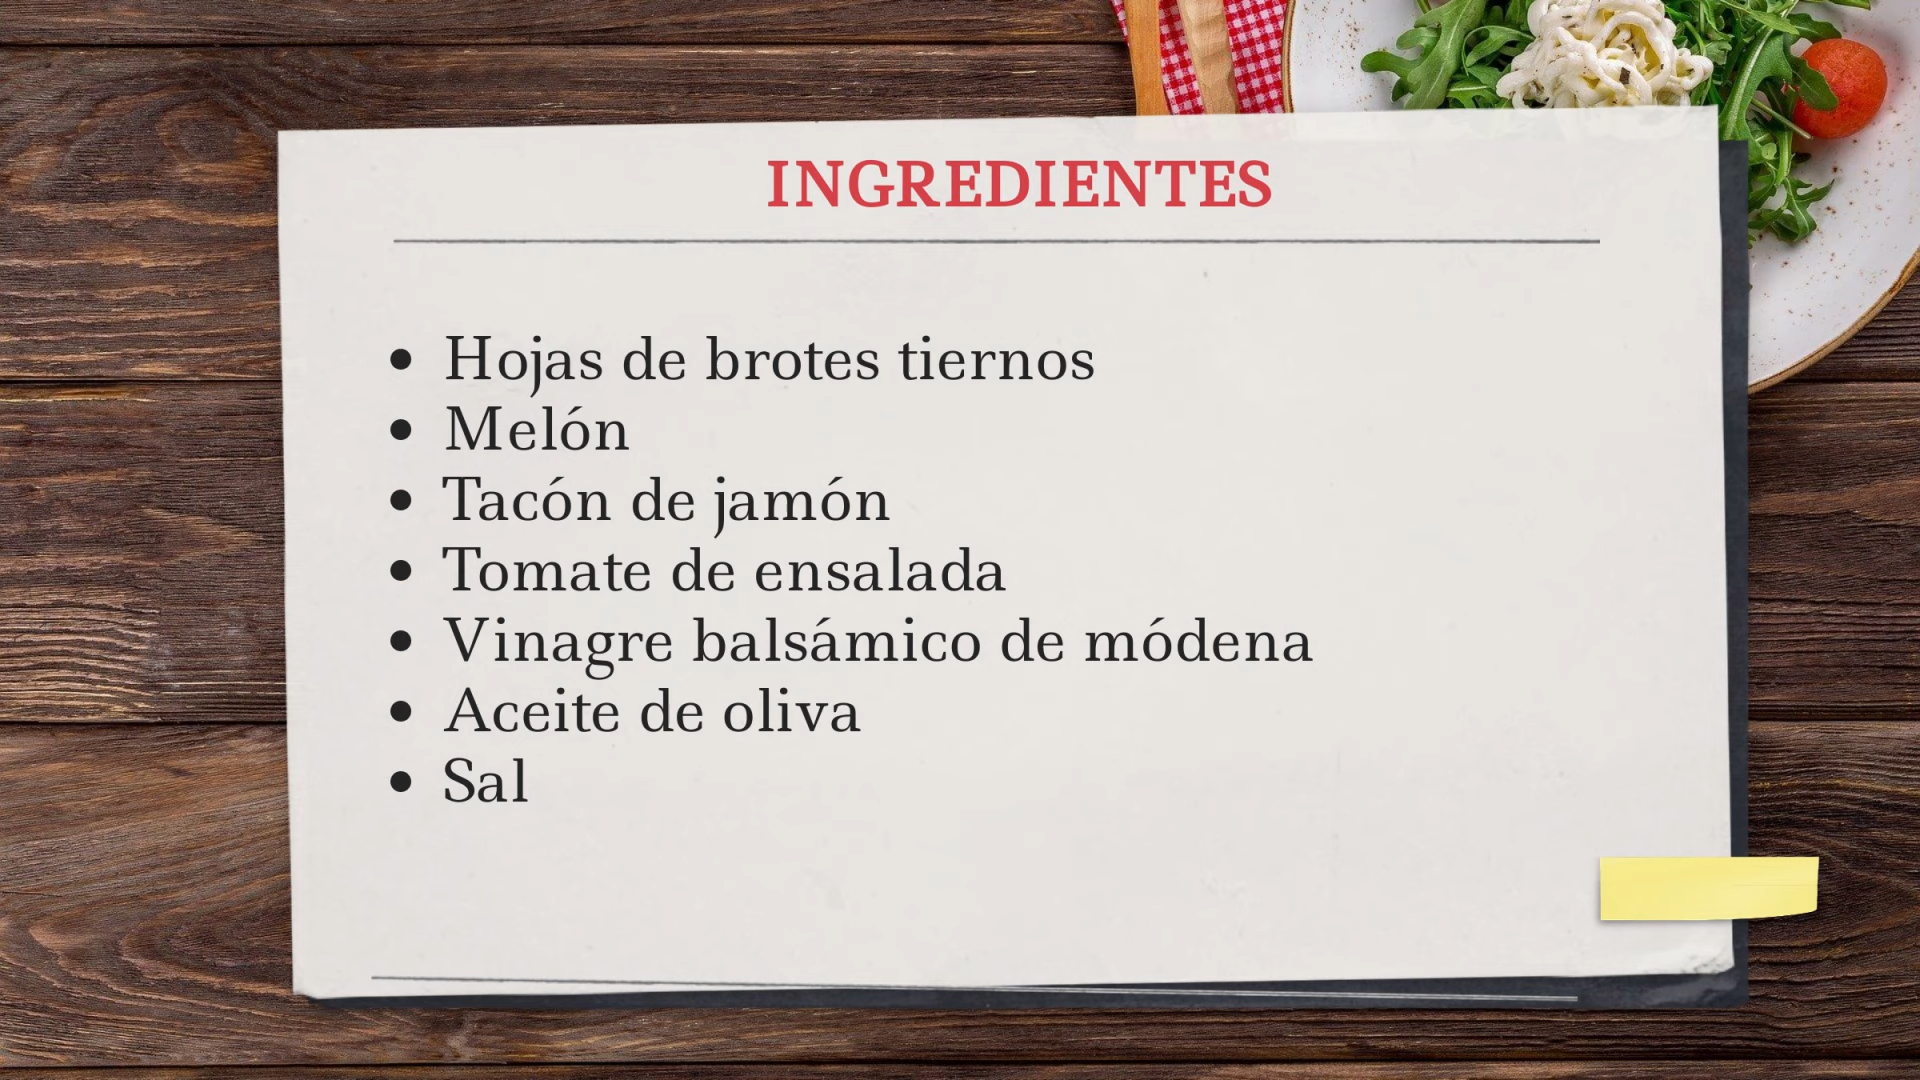 INGREDIENTES
• Hojas de brotes tiernos
• Melón
• Tacón de jamón
• Tomate de ensalada
• Vinagre balsámico de módena
• Aceite de oliva
• Sal